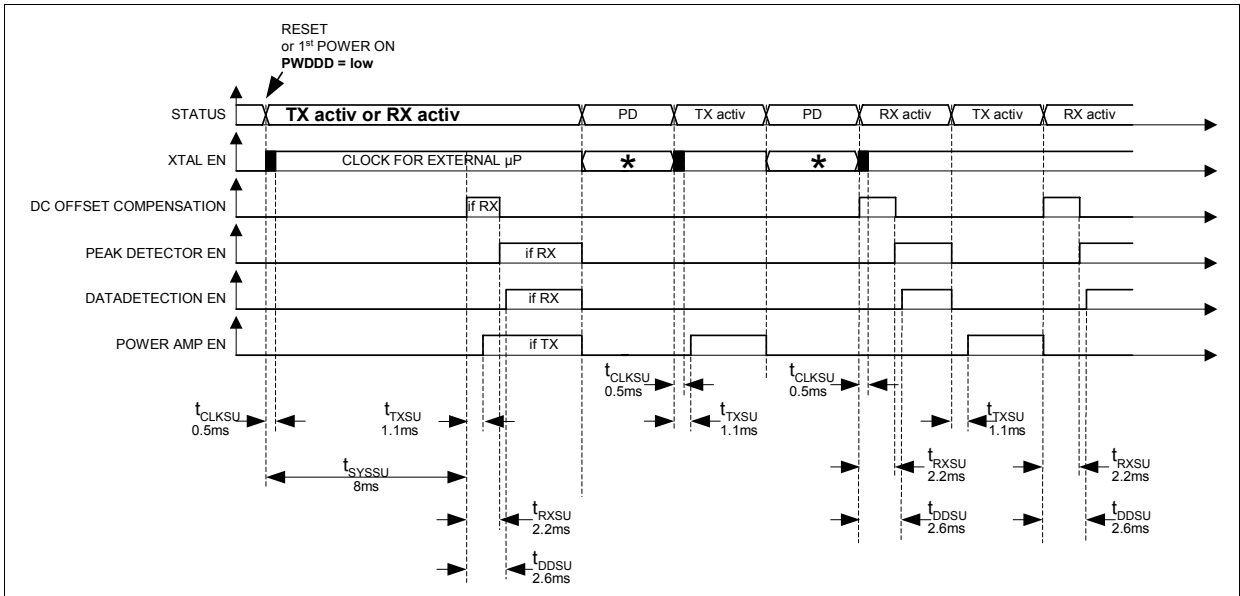 RESET
or 1st POWER ON
PWDDD = low
STATUS
TX activ or RX activ
PD
TX activ
PD
RX activ
TX activ
RX activ
XTAL EN
CLOCK FOR EXTERNAL µP
*
*
DC OFFSET COMPENSATION
if RX
PEAK DETECTOR EN
if RX
DATADETECTION EN
if RX
POWER AMP EN
if TX
tCLKSU
0.5ms
tCLKSU
0.5ms
tCLKSU
0.5ms
tTXSU
1.1ms
tTXSU
1.1ms
tTXSU
1.1ms
tSYSSU
8ms
tRXSU
2.2ms
tRXSU
2.2ms
tRXSU
2.2ms
tDDSU
2.6ms
tDDSU
2.6ms
tDDSU
2.6ms